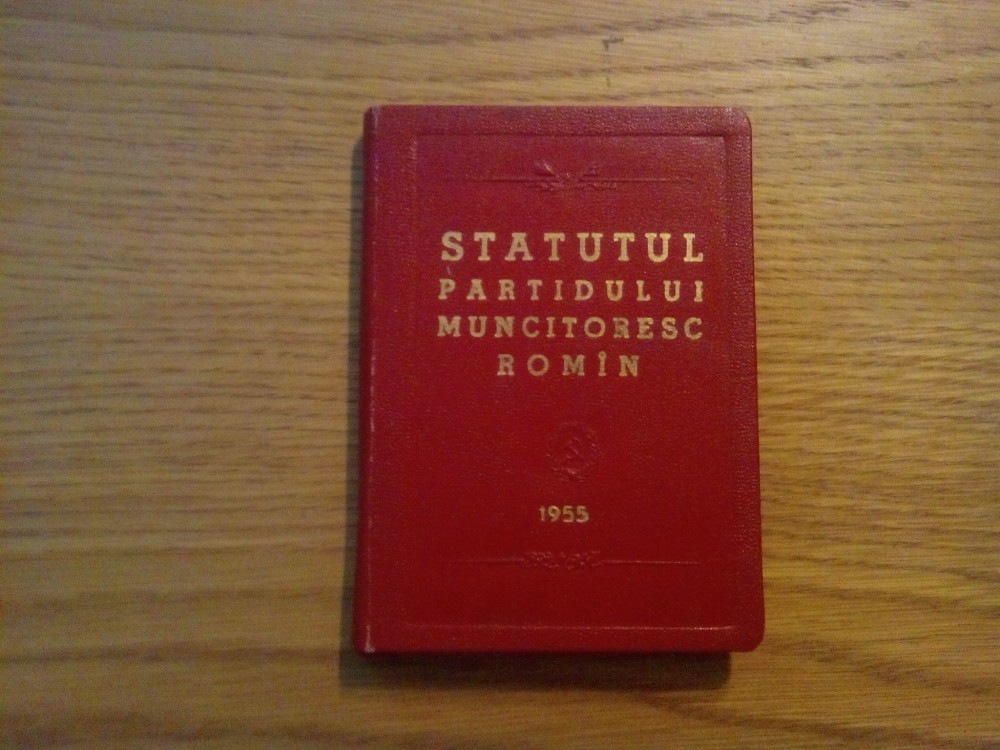 STATUTUL
PARTIDULUI
MUNCITORESC
ROMÎN
1955